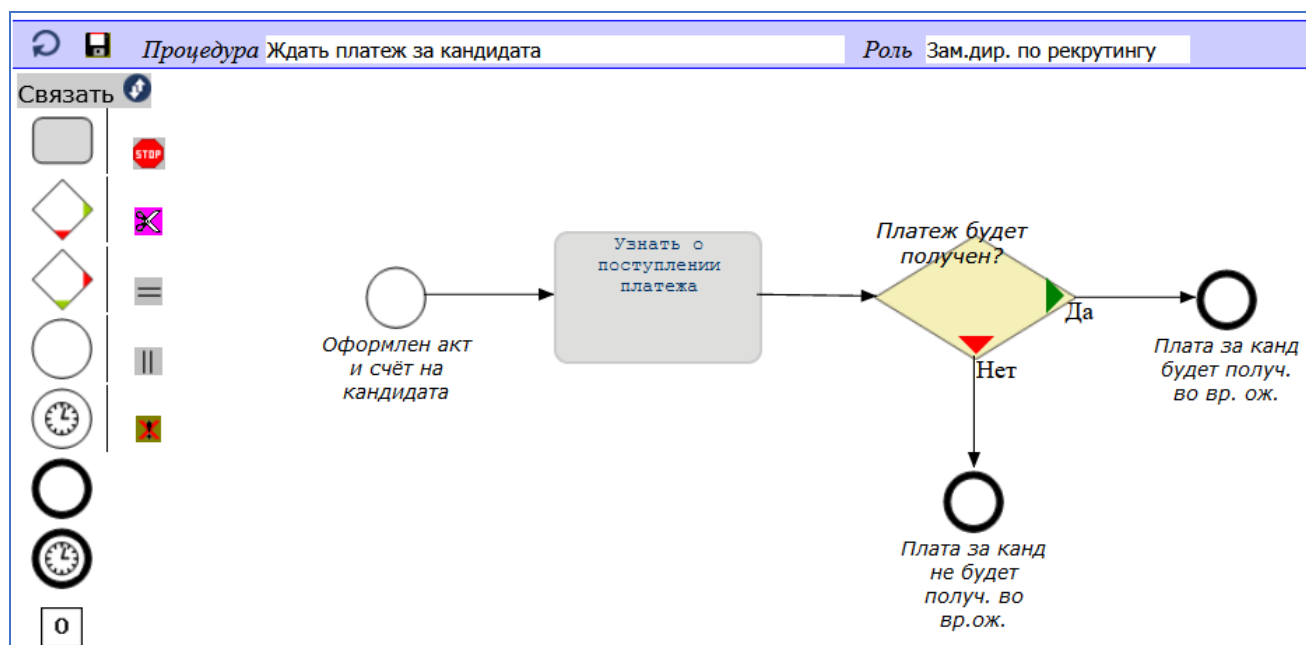 Процедура Ждать платеж за кандидата Роль Зам.дир. по рекрутингу
Связать
STOP
Узнать о
поступлении
платежа
Платеж будет
получен?
Да
Нет
Оформлен акт
и счёт на
кандидата
Плата за канд
будет получ.
во вр. ож.
Плата за канд
не будет
получ. во
вр.ож.
0